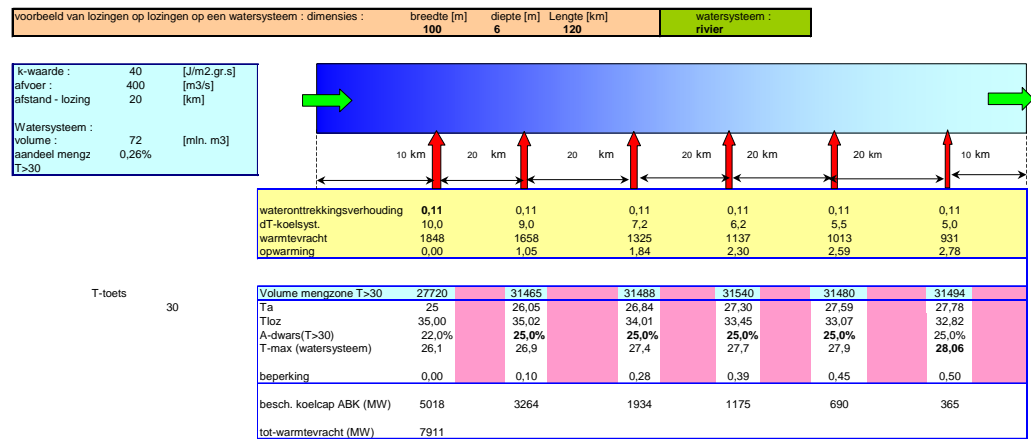 voorbeeld van lozingen op lozingen op een watersysteem : dimensies : breedte [m] diepte [m] Lengte [km] watersysteem :
100 6 120 rivier
k-waarde : 40 [J/m2.gr.s]
afvoer : 400 [m3/s]
afstand - lozing 20 [km]
Watersysteem :
volume : 72 [mln. m3]
aandeel mengz 0,26%
T>30
10 km 20 km 20 km 20 km 20 km 20 km 10 km
wateronttrekkingsverhouding 0,11 0,11 0,11 0,11 0,11 0,11
dT-koelsyst. 10,0 9,0 7,2 6,2 5,5 5,0
warmtevracht 1848 1658 1325 1137 1013 931
opwarming 0,00 1,05 1,84 2,30 2,59 2,78
T-toets
30
Volume mengzone T>30 27720 31465 31488 31540 31480 31494
Ta 25 26,05 26,84 27,30 27,59 27,78
Tloz 35,00 35,02 34,01 33,45 33,07 32,82
A-dwars(T>30) 22,0% 25,0% 25,0% 25,0% 25,0% 25,0%
T-max (watersysteem) 26,1 26,9 27,4 27,7 27,9 28,06
beperking 0,00 0,10 0,28 0,39 0,45 0,50
besch. koelcap ABK (MW) 5018 3264 1934 1175 690 365
tot-warmtevracht (MW) 7911